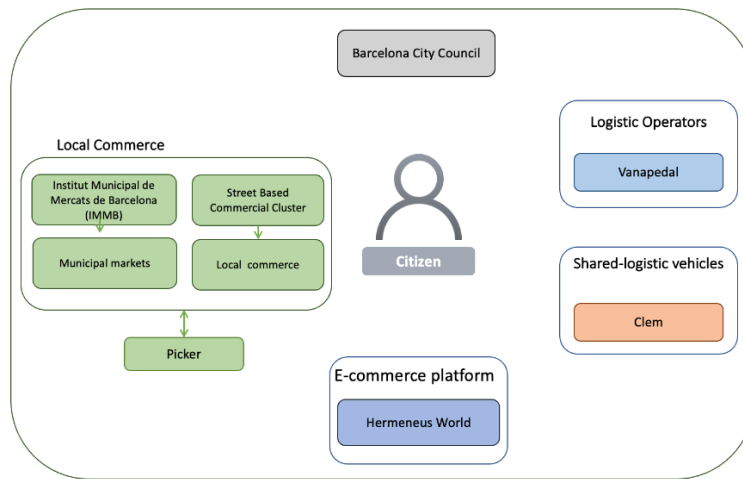 Barcelona City Council
Logistic Operators
Vanapedal
Local Commerce
Institut Municipal de
Mercats de Barcelona
(IMMB)
Street Based
Commercial Cluster
Municipal markets
Local commerce
Citizen
Shared-logistic vehicles
Clem
Picker
E-commerce platform
Hermeneus World